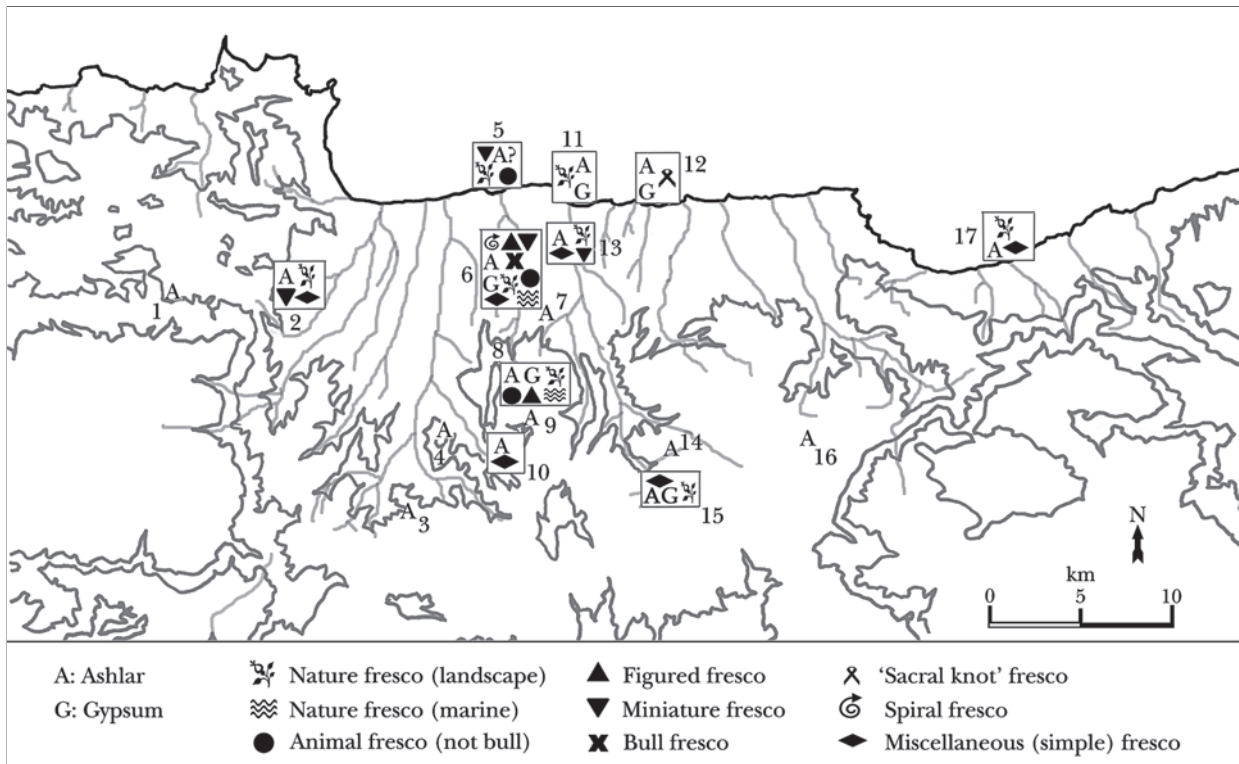 5
11
A?
A
12
A
G
G
17
A
13
6
A
A
G
A
2
A
1
A
7
8
A G
A
9
A
10
A
4
A
3
A
14
AG
15
A
16
N
km
0 5 10
A: Ashlar
Nature fresco (landscape)
Figured fresco
‘Sacral knot’ fresco
G: Gypsum
Nature fresco (marine)
Miniature fresco
Spiral fresco
Animal fresco (not bull)
Bull fresco
Miscellaneous (simple) fresco